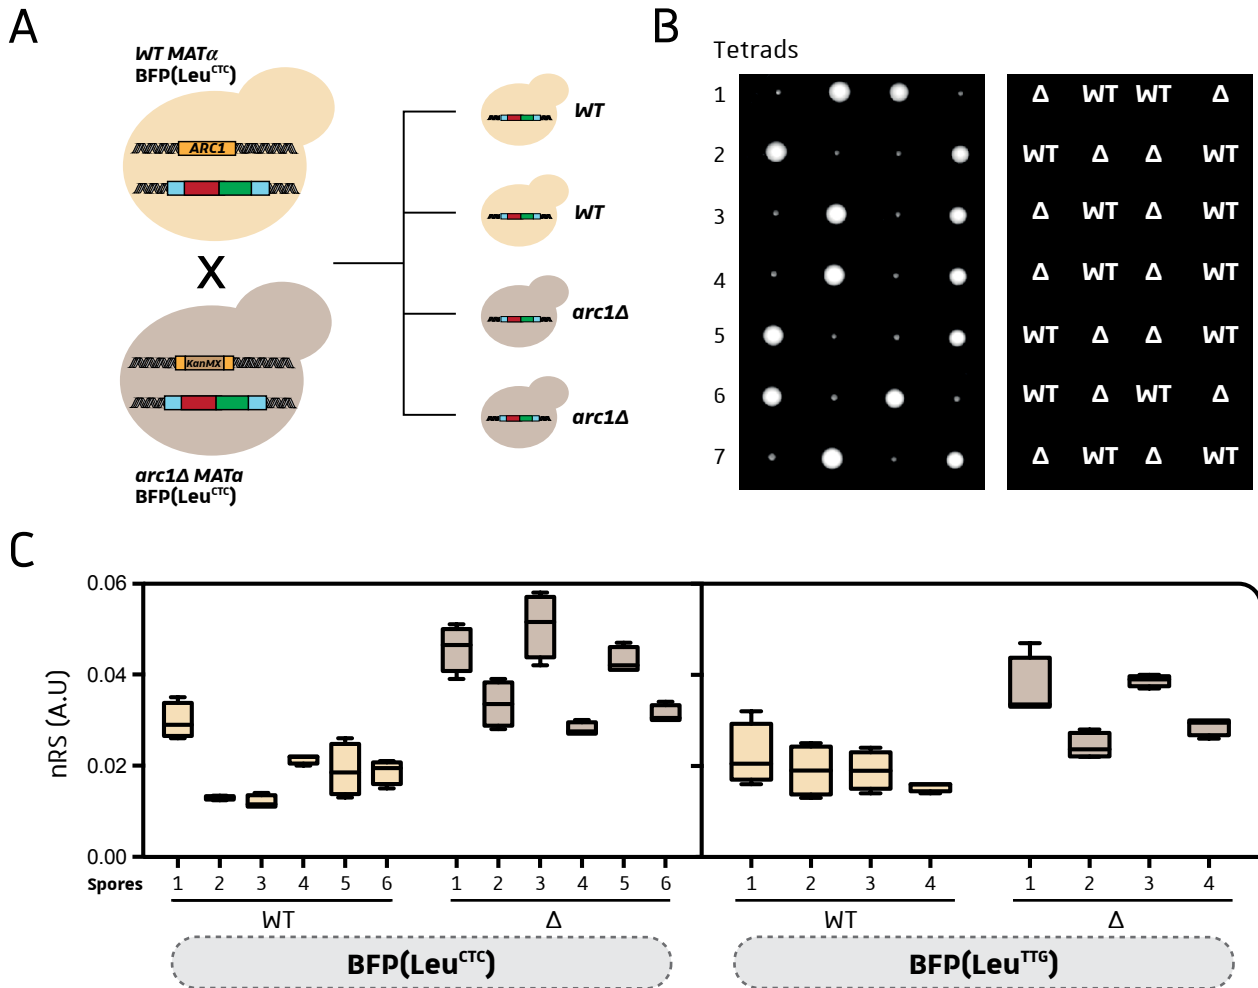 A
WT MATα
BFP(Leu^CTC)
ARC1
X
KanMX
arc1Δ MATa
BFP(Leu^CTC)
WT
WT
arc1Δ
arc1Δ
B
Tetrads
1
2
3
4
5
6
7
Δ WT WT Δ
WT Δ Δ WT
Δ WT Δ WT
Δ WT Δ WT
WT Δ Δ WT
WT Δ WT Δ
Δ WT Δ WT
C
nRS (A.U)
0.06
0.04
0.02
0.00
Spores 1 2 3 4 5 6 1 2 3 4 5 6 1 2 3 4 1 2 3 4
WT Δ WT Δ
BFP(Leu^CTC) BFP(Leu^TTG)